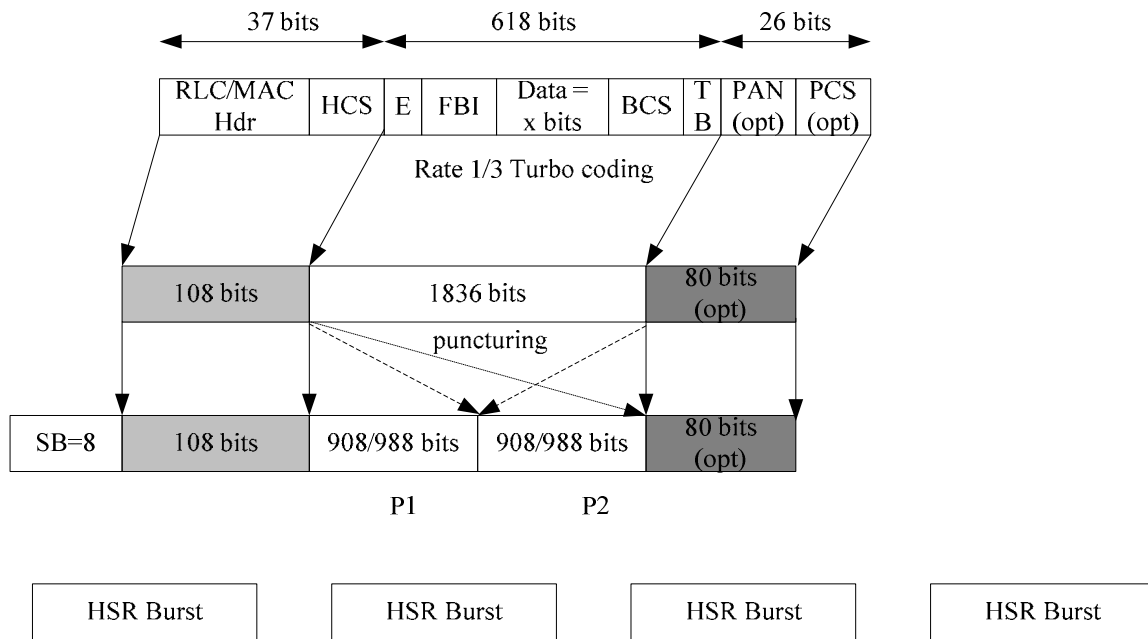 37 bits
618 bits
26 bits
RLC/MAC
Hdr
HCS
E
FBI
Data =
x bits
BCS
T
B
PAN
(opt)
PCS
(opt)
Rate 1/3 Turbo coding
108 bits
1836 bits
80 bits
(opt)
puncturing
SB=8
108 bits
908/988 bits
908/988 bits
80 bits
(opt)
P1
P2
HSR Burst
HSR Burst
HSR Burst
HSR Burst